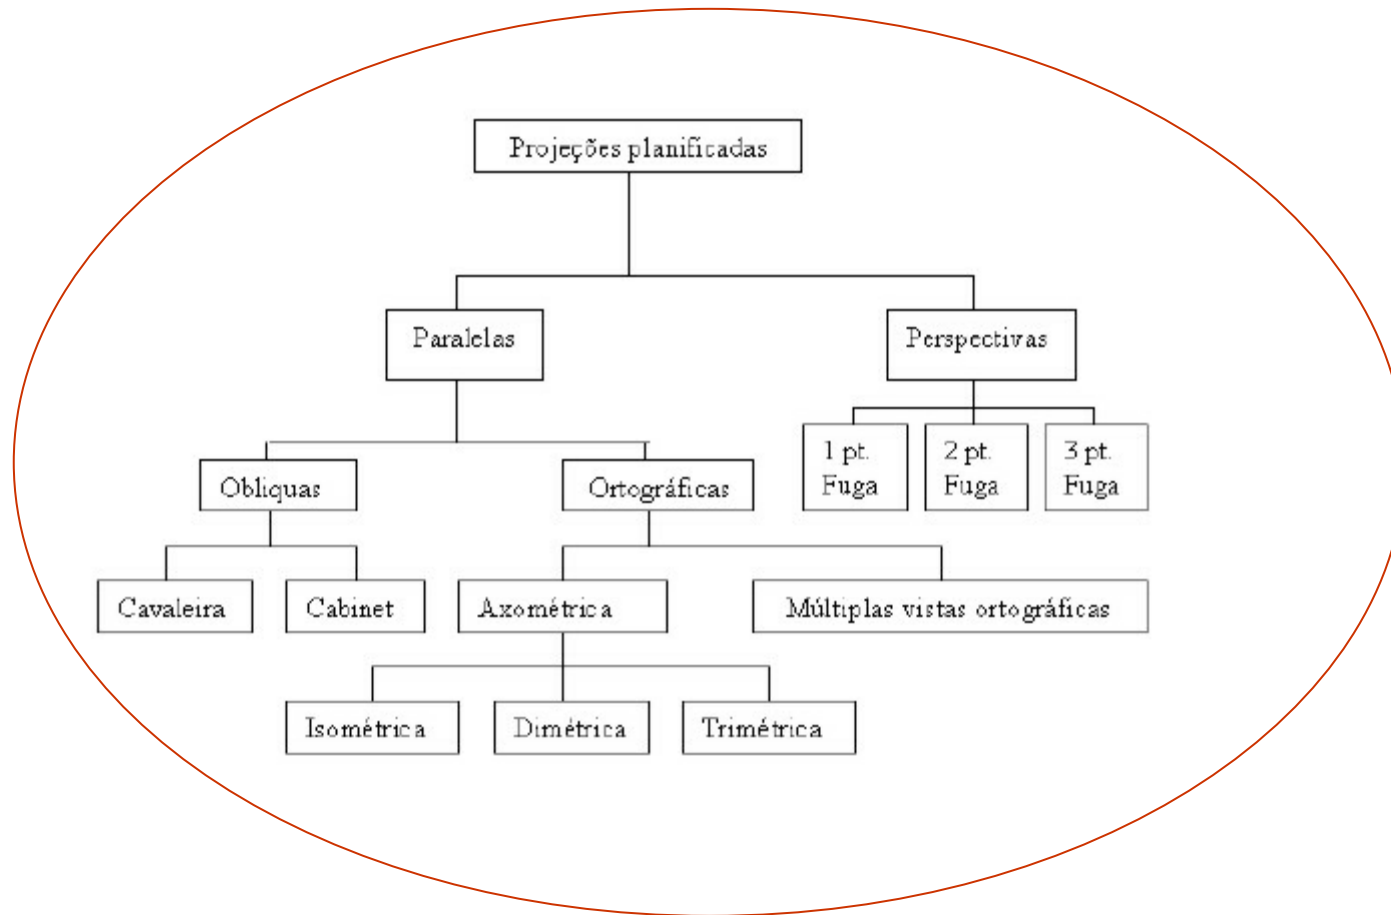 Projeções planificadas
Paralelas
Perspectivas
1 pt.
Fuga
2 pt.
Fuga
3 pt.
Fuga
Obliquas
Ortográficas
Cavaleira
Cabinet
Axométrica
Múltiplas vistas ortográficas
Isométrica
Dimétrica
Trimétrica